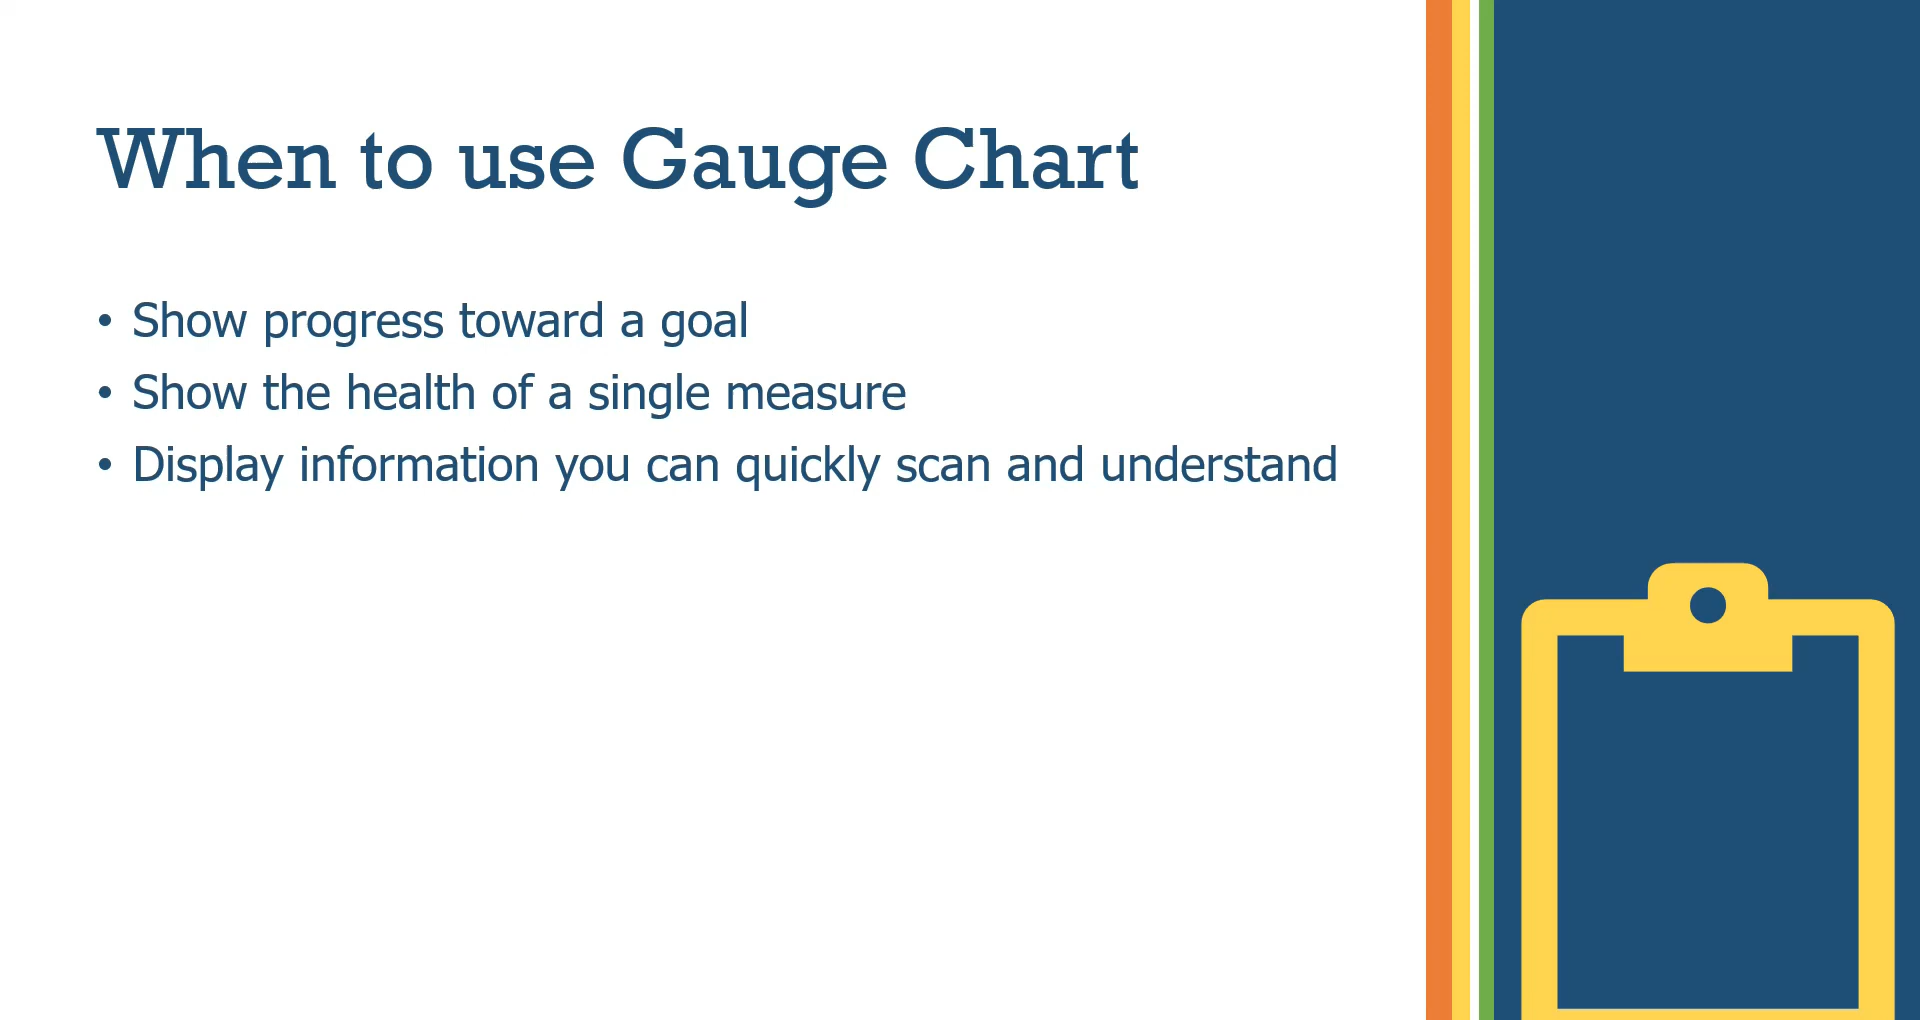 When to use Gauge Chart
• Show progress toward a goal
• Show the health of a single measure
• Display information you can quickly scan and understand